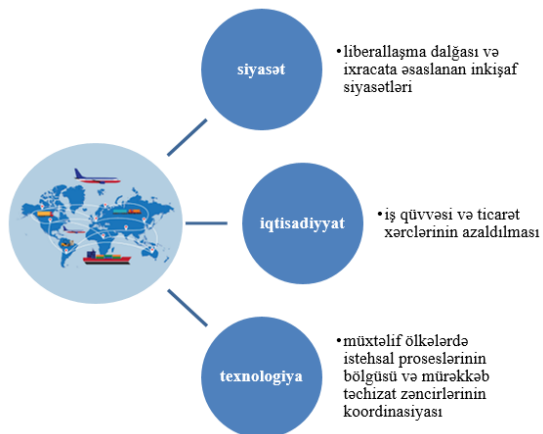 siyasət
•liberallaşma dalğası və
ixracata əsaslanan inkişaf
siyasətləri
iqtisadiyyat
•iş qüvvəsi və ticarət
xərclərinin azaldılması
texnologiya
•müxtəlif ölkələrdə
istehsal proseslərinin
bölgüsü və mürəkkəb
təchizat zəncirlərinin
koordinasiyası